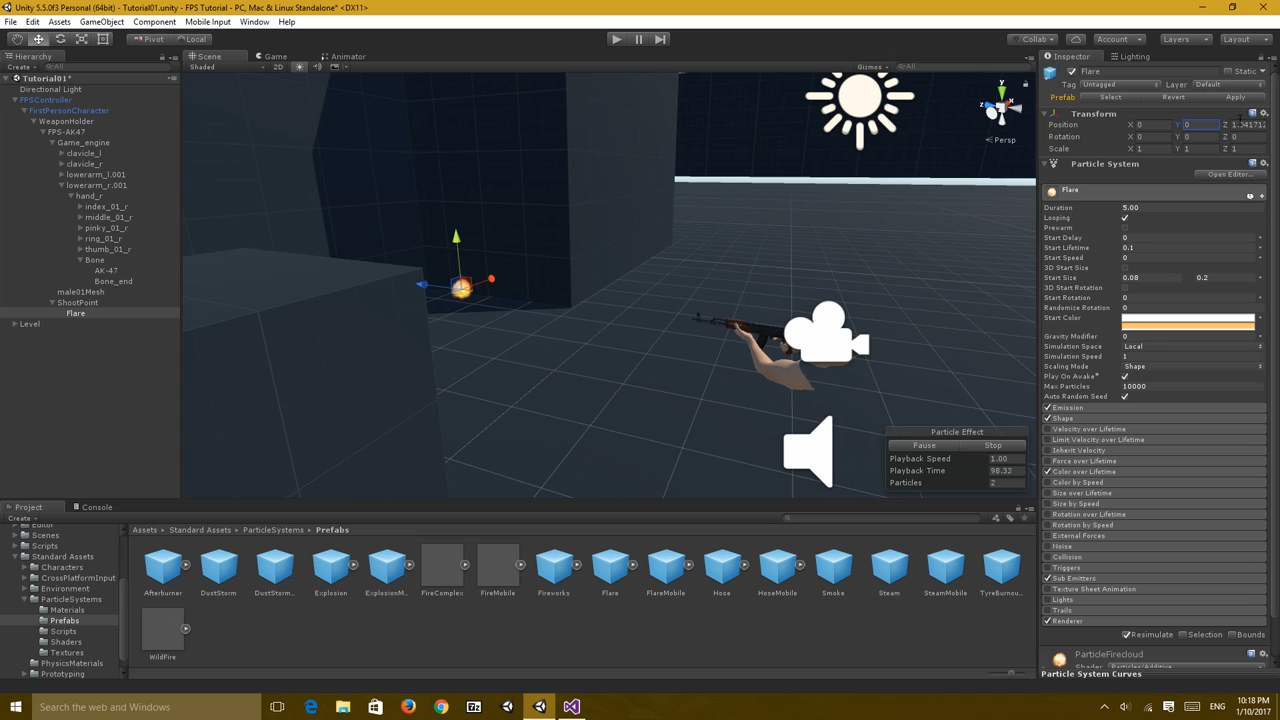 Unity 5.5.0f3 Personal (64bit) - Tutorial01.unity - FPS Tutorial - PC, Mac & Linux Standalone* <DX11>
File Edit Assets GameObject Component Mobile Input Window Help
Pivot Local Collab Account Layers Layout
Hierarchy
Create All
Tutorial01*
Directional Light
FPSController
FirstPersonCharacter
WeaponHolder
FPS-AK47
Game_engine
clavicle_l
clavicle_r
lowerarm_l.001
lowerarm_r.001
hand_r
index_01_r
middle_01_r
pinky_01_r
ring_01_r
thumb_01_r
Bone
AK-47
Bone_end
male01Mesh
ShootPoint
Flare
Level
Scene Game Animator
Shaded 2D Gizmos All
y
x
z
Persp
Particle Effect
Pause Stop
Playback Speed 1.00
Playback Time 98.33
Particles 2
Inspector Lighting
Flare Static
Tag Untagged Layer Default
Prefab Select Revert Apply
Transform
Position X 0 Y 0 Z 1.341712
Rotation X 0 Y 0 Z 0
Scale X 1 Y 1 Z 1
Particle System
Open Editor...
Flare
Duration 5.00
Looping
Prewarm
Start Delay 0
Start Lifetime 0.1
Start Speed 0
3D Start Size
Start Size 0.08 0.2
3D Start Rotation
Start Rotation 0
Randomize Rotation 0
Start Color
Gravity Modifier 0
Simulation Space Local
Simulation Speed 1
Scaling Mode Shape
Play On Awake*
Max Particles 10000
Auto Random Seed
Emission
Shape
Velocity over Lifetime
Limit Velocity over Lifetime
Inherit Velocity
Force over Lifetime
Color over Lifetime
Color by Speed
Size over Lifetime
Size by Speed
Rotation over Lifetime
Rotation by Speed
External Forces
Noise
Collision
Triggers
Sub Emitters
Texture Sheet Animation
Lights
Trails
Renderer
Resimulate Selection Bounds
ParticleFirecloud
Shader Particles/Additive
Particle System Curves
Project Console
Create
Editor
Scenes
Scripts
Standard Assets
Characters
CrossPlatformInput
Environment
ParticleSystems
Materials
Prefabs
Scripts
Shaders
Textures
PhysicsMaterials
Prototyping
Assets Standard Assets ParticleSystems Prefabs
Afterburner DustStorm DustStorm... Explosion ExplosionM... FireComplex FireMobile Fireworks Flare FlareMobile Hose HoseMobile Smoke Steam SteamMobile TyreBurnou...
WildFire
Search the web and Windows
ENG
10:18 PM
1/10/2017